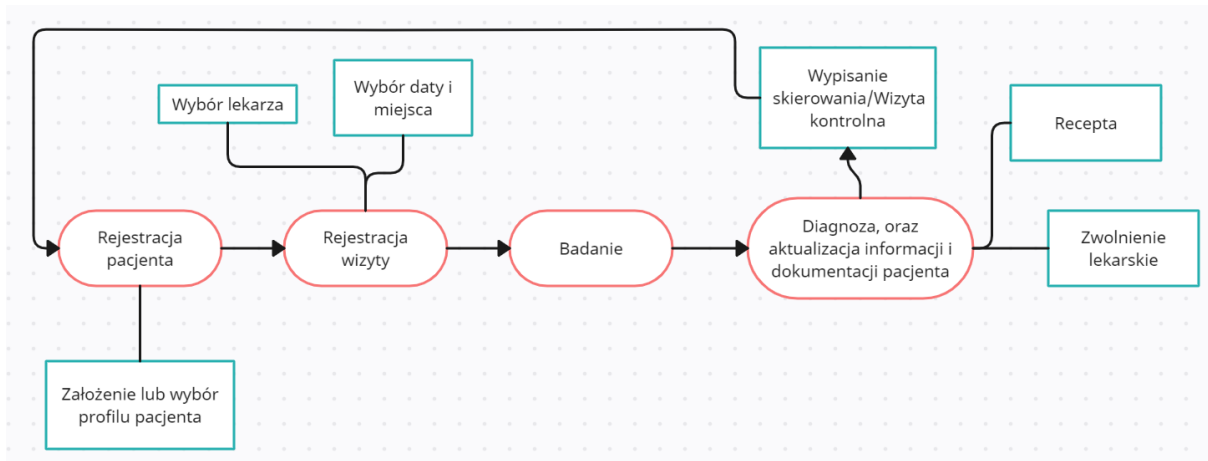 Wybór lekarza
Wybór daty i
miejsca
Wypisanie
skierowania/Wizyta
kontrolna
Recepta
Rejestracja
pacjenta
Rejestracja
wizyty
Badanie
Diagnoza, oraz
aktualizacja informacji i
dokumentacji pacjenta
Zwolnienie
lekarskie
Założenie lub wybór
profilu pacjenta